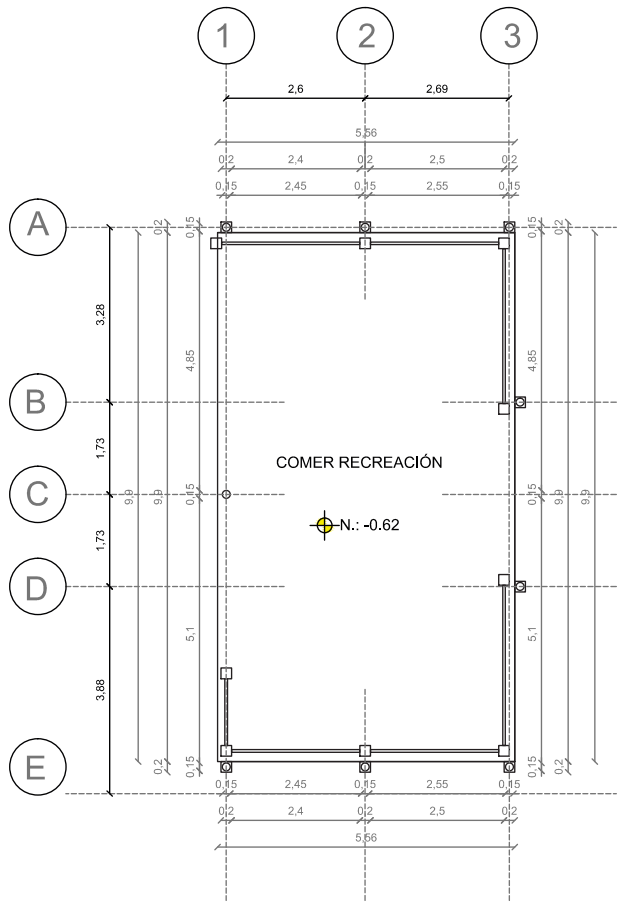 1 2 3
2,6 2,69
5,56
0,2 2,4 0,2 2,5 0,2
0,15 2,45 0,15 2,55 0,15
A
0,2 0,15 0,15 0,2
3,28
4,85 4,85
B
1,73
COMER RECREACIÓN
C
9,9 9,9 0,15 0,15 9,9 9,9
N.: -0.62
1,73
D
5,1 5,1
3,88
E
0,2 0,15 0,15 0,2
0,15 2,45 0,15 2,55 0,15
0,2 2,4 0,2 2,5 0,2
5,56